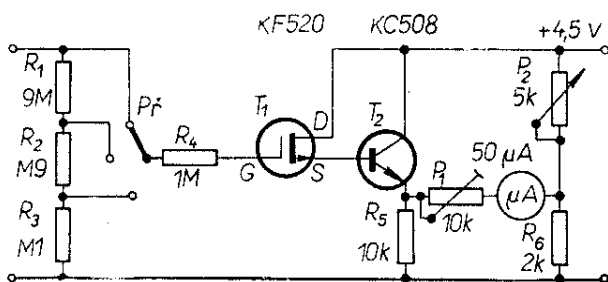 KF520 KC508
+4,5 V
R1
9M
Př
R2
M9
R3
M1
R4
1M
T1
D
G
S
T2
P1
10k
50 µA
µA
P2
5k
R5
10k
R6
2k